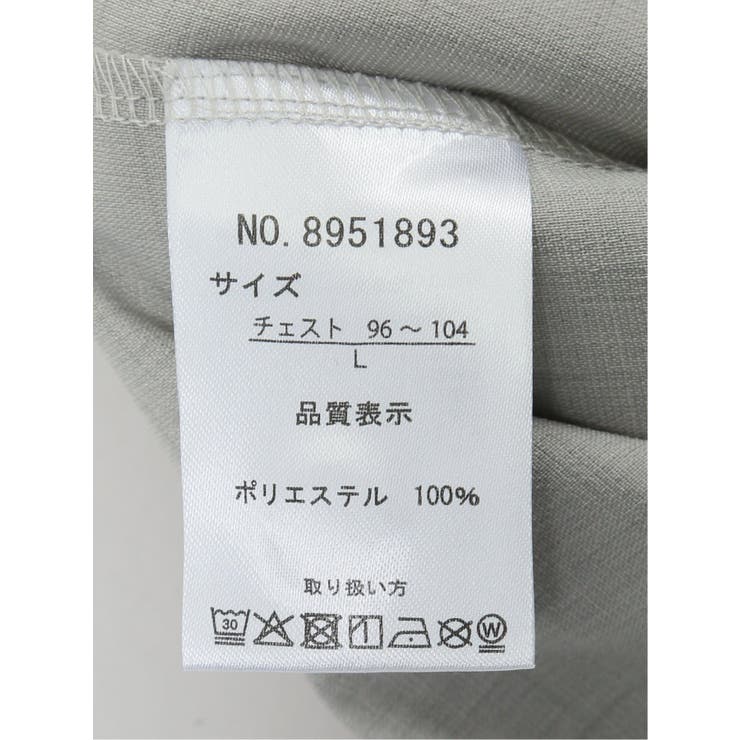 NO. 8951893
サイズ
チェスト 96～104
L
品質表示
ポリエステル 100%
取り扱い方
30
W